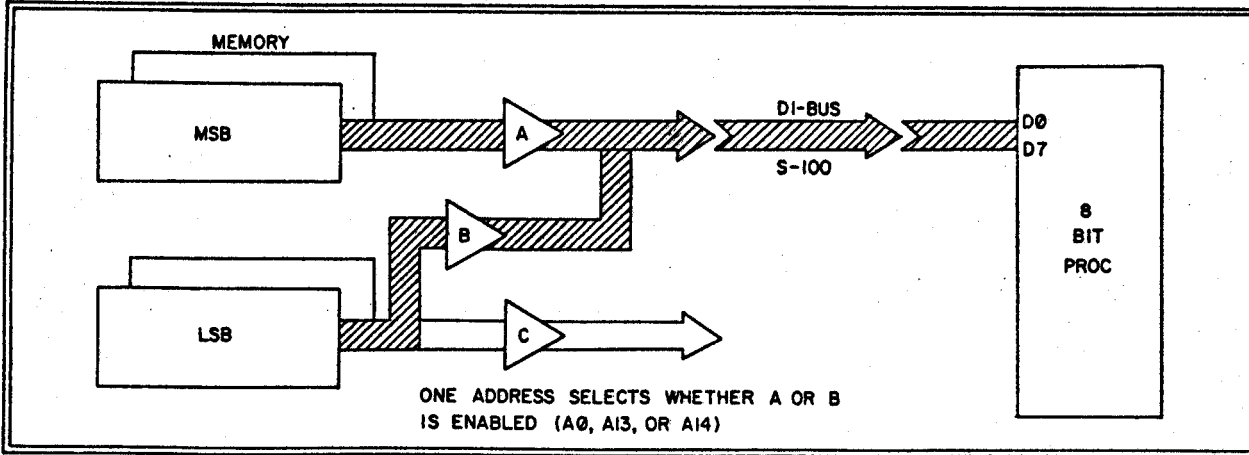 MEMORY
MSB
A
DI-BUS
S-100
D0
D7
B
8
BIT
PROC
LSB
C
ONE ADDRESS SELECTS WHETHER A OR B
IS ENABLED (A0, A13, OR A14)